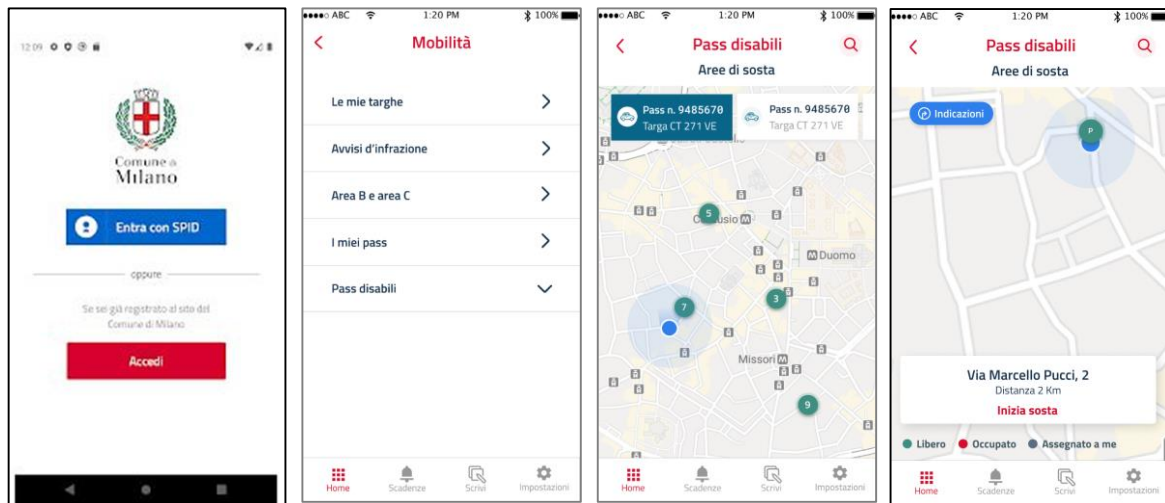 12:09
Comune di
Milano
Entra con SPID
oppure
Se sei già registrato al sito del
Comune di Milano
Accedi
ABC 1:20 PM 100%
Mobilità
Le mie targhe
Avvisi d'infrazione
Area B e area C
I miei pass
Pass disabili
Home Scadenze Scrivi Impostazioni
ABC 1:20 PM 100%
Pass disabili
Aree di sosta
Pass n. 9485670
Targa CT 271 VE
Pass n. 9485670
Targa CT 271 VE
5
M
M Duomo
3
7
Missori M
9
Home Scadenze Scrivi Impostazioni
ABC 1:20 PM 100%
Pass disabili
Aree di sosta
Indicazioni
P
Via Marcello Pucci, 2
Distanza 2 Km
Inizia sosta
Libero Occupato Assegnato a me
Home Scadenze Scrivi Impostazioni